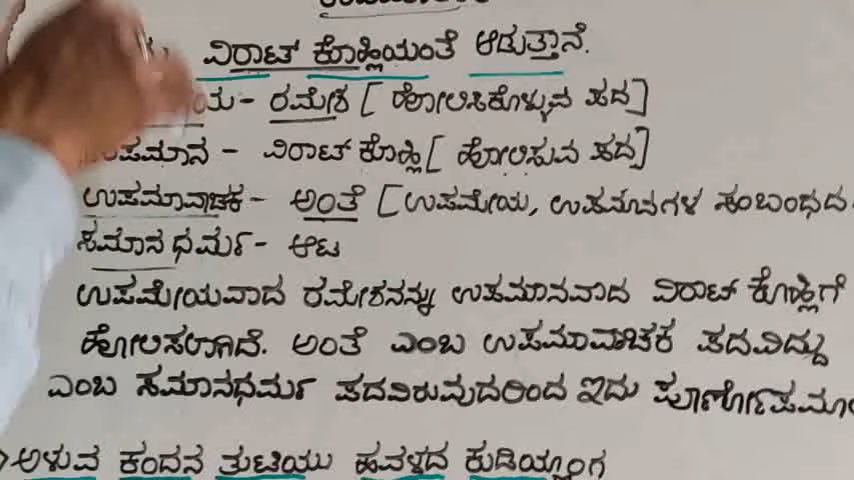 ವಿರಾಟ್ ಕೊಹ್ಲಿಯಂತೆ ಆಡುತ್ತಾನೆ.
ರಮೇಶ [ ಹೋಲಿಸಿಕೊಳ್ಳುವ ಪದ]
ಉಪಮಾನ - ವಿರಾಟ್ ಕೊಹ್ಲಿ [ ಹೋಲಿಸುವ ಪದ]
ಉಪಮಾವಾಚಕ - ಅಂತೆ [ಉಪಮೇಯ, ಉಪಮಾನಗಳ ಸಂಬಂಧದ
ಸಮಾನ ಧರ್ಮ - ಆಟ
ಉಪಮೇಯವಾದ ರಮೇಶನನ್ನು ಉಪಮಾನವಾದ ವಿರಾಟ್ ಕೊಹ್ಲಿಗೆ
ಹೋಲಿಸಲಾಗಿದೆ. ಅಂತೆ ಎಂಬ ಉಪಮಾವಾಚಕ ಪದವಿದ್ದು
ಎಂಬ ಸಮಾನಧರ್ಮ ಪದವಿರುವುದರಿಂದ ಇದು
ಅಳುವ ಕಂದನ ತುಟಿಯು ಹವಳದ ಕುಡಿಯ್ಹಾಂಗ